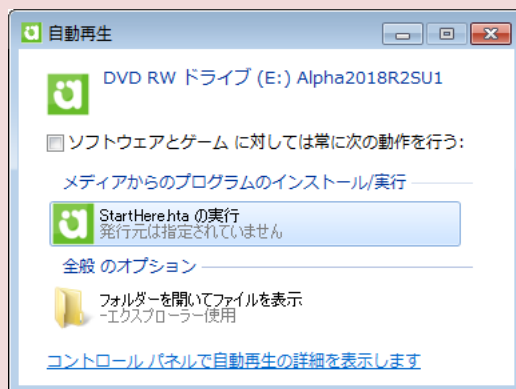 自動再生
DVD RW ドライブ (E:) Alpha2018R2SU1
ソフトウェアとゲーム に対しては常に次の動作を行う:
メディアからのプログラムのインストール/実行
StartHere.hta の実行
発行元は指定されていません
全般 のオプション
フォルダーを開いてファイルを表示
-エクスプローラー使用
コントロール パネルで自動再生の詳細を表示します